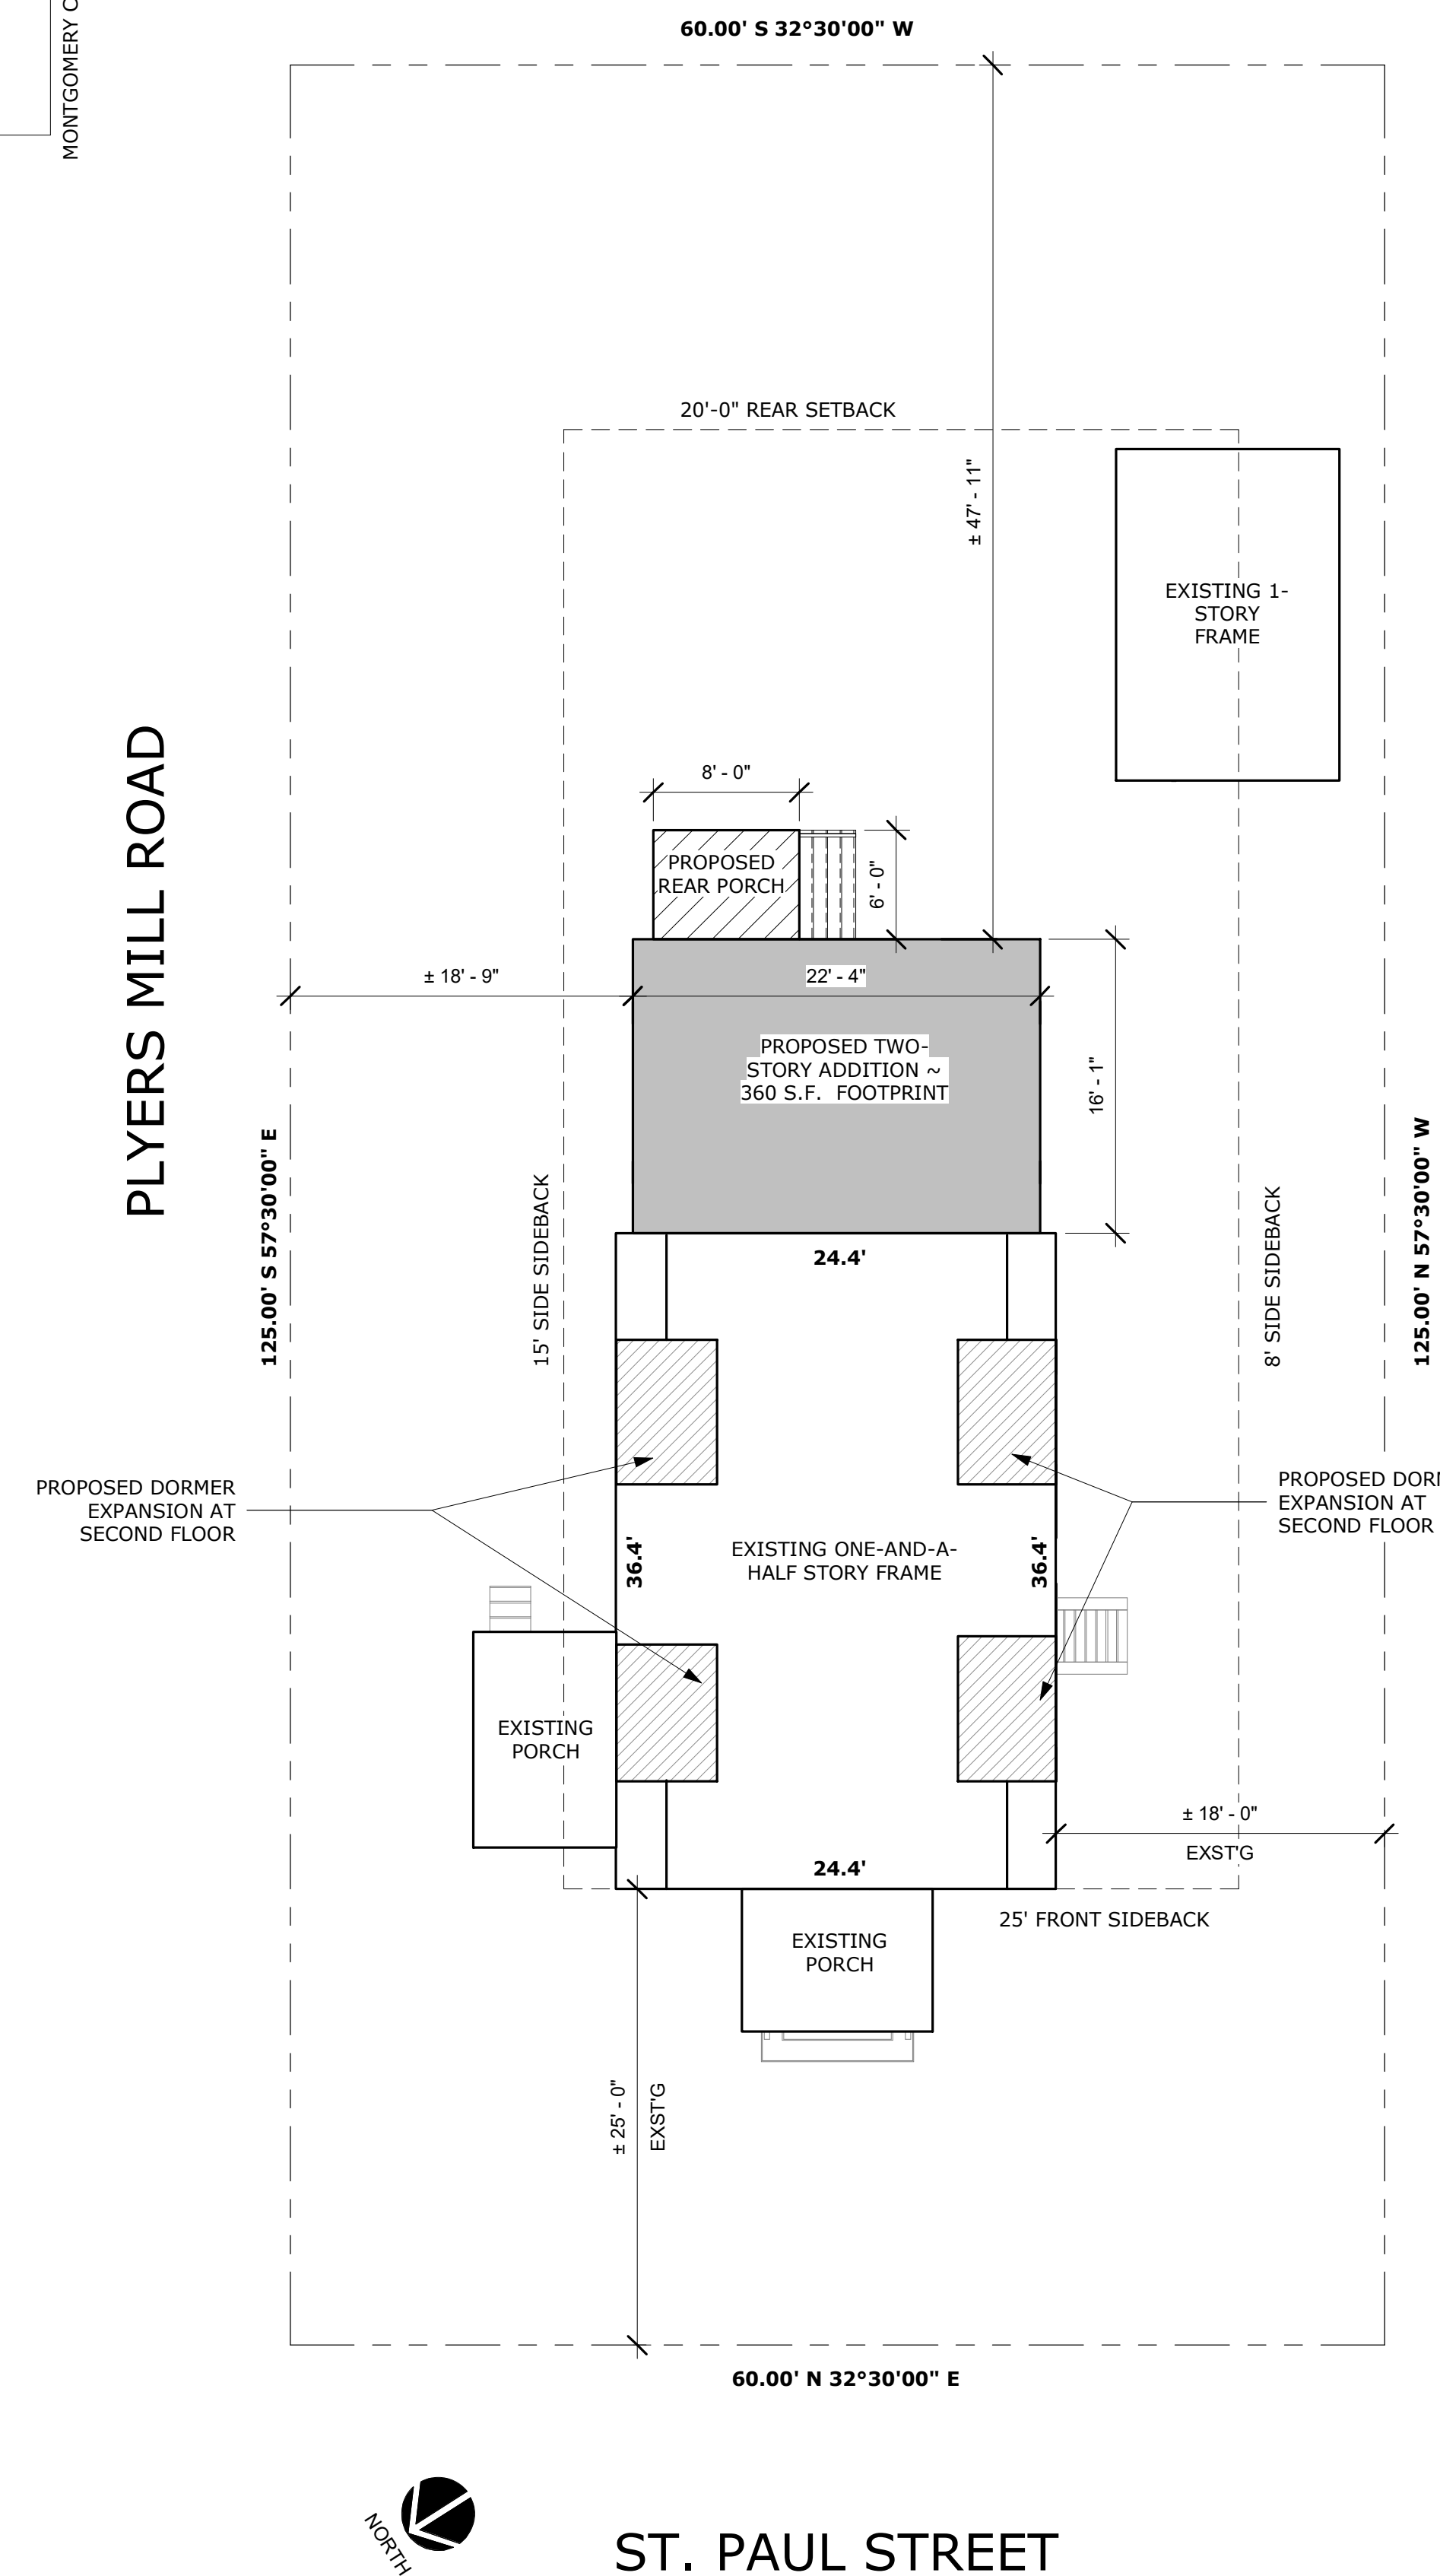 MONTGOMERY C
60.00' S 32°30'00" W
20'-0" REAR SETBACK
± 47' - 11"
EXISTING 1-
STORY
FRAME
PLYERS MILL ROAD
8' - 0"
PROPOSED
REAR PORCH
6' - 0"
± 18' - 9"
22' - 4"
PROPOSED TWO-
STORY ADDITION ~
360 S.F. FOOTPRINT
16' - 1"
125.00' S 57°30'00" E
15' SIDE SIDEBACK
24.4'
8' SIDE SIDEBACK
125.00' N 57°30'00" W
PROPOSED DORMER
EXPANSION AT
SECOND FLOOR
PROPOSED DOR
EXPANSION AT
SECOND FLOOR
36.4'
EXISTING ONE-AND-A-
HALF STORY FRAME
36.4'
EXISTING
PORCH
± 18' - 0"
EXST'G
24.4'
25' FRONT SIDEBACK
EXISTING
PORCH
± 25' - 0"
EXST'G
60.00' N 32°30'00" E
NORTH
ST. PAUL STREET